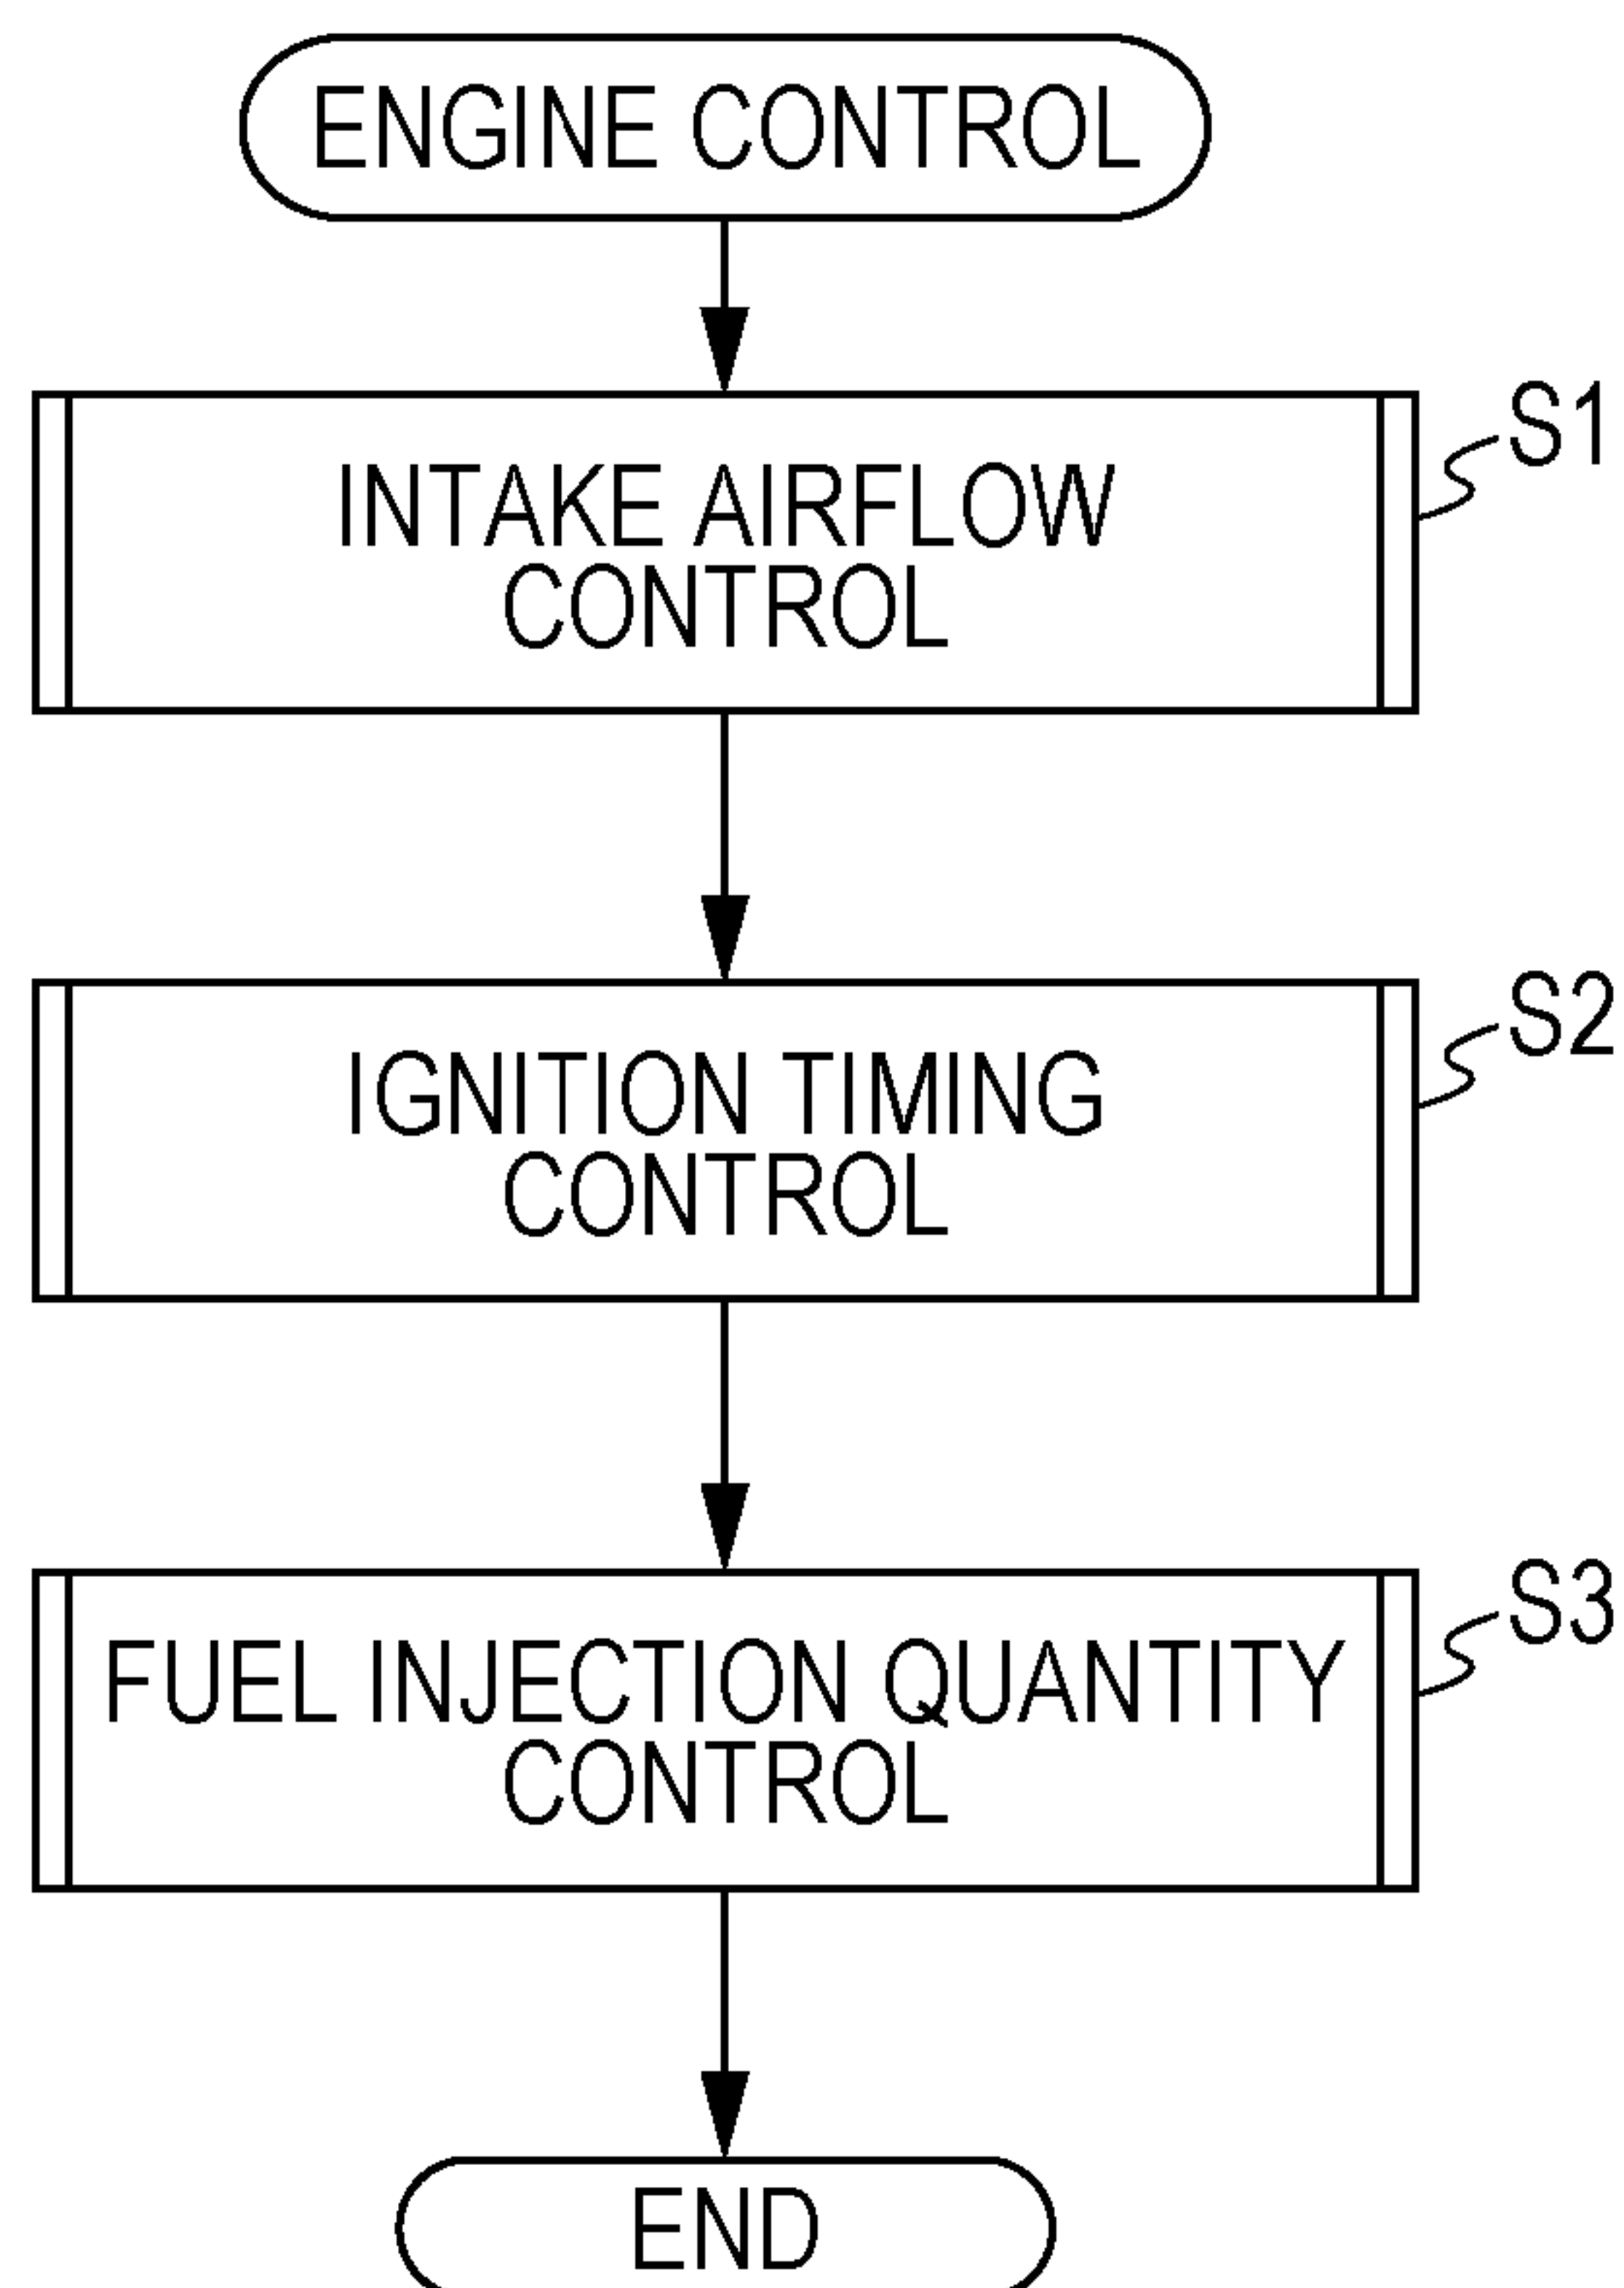 ENGINE CONTROL
S1
INTAKE AIRFLOW
CONTROL
S2
IGNITION TIMING
CONTROL
S3
FUEL INJECTION QUANTITY
CONTROL
END